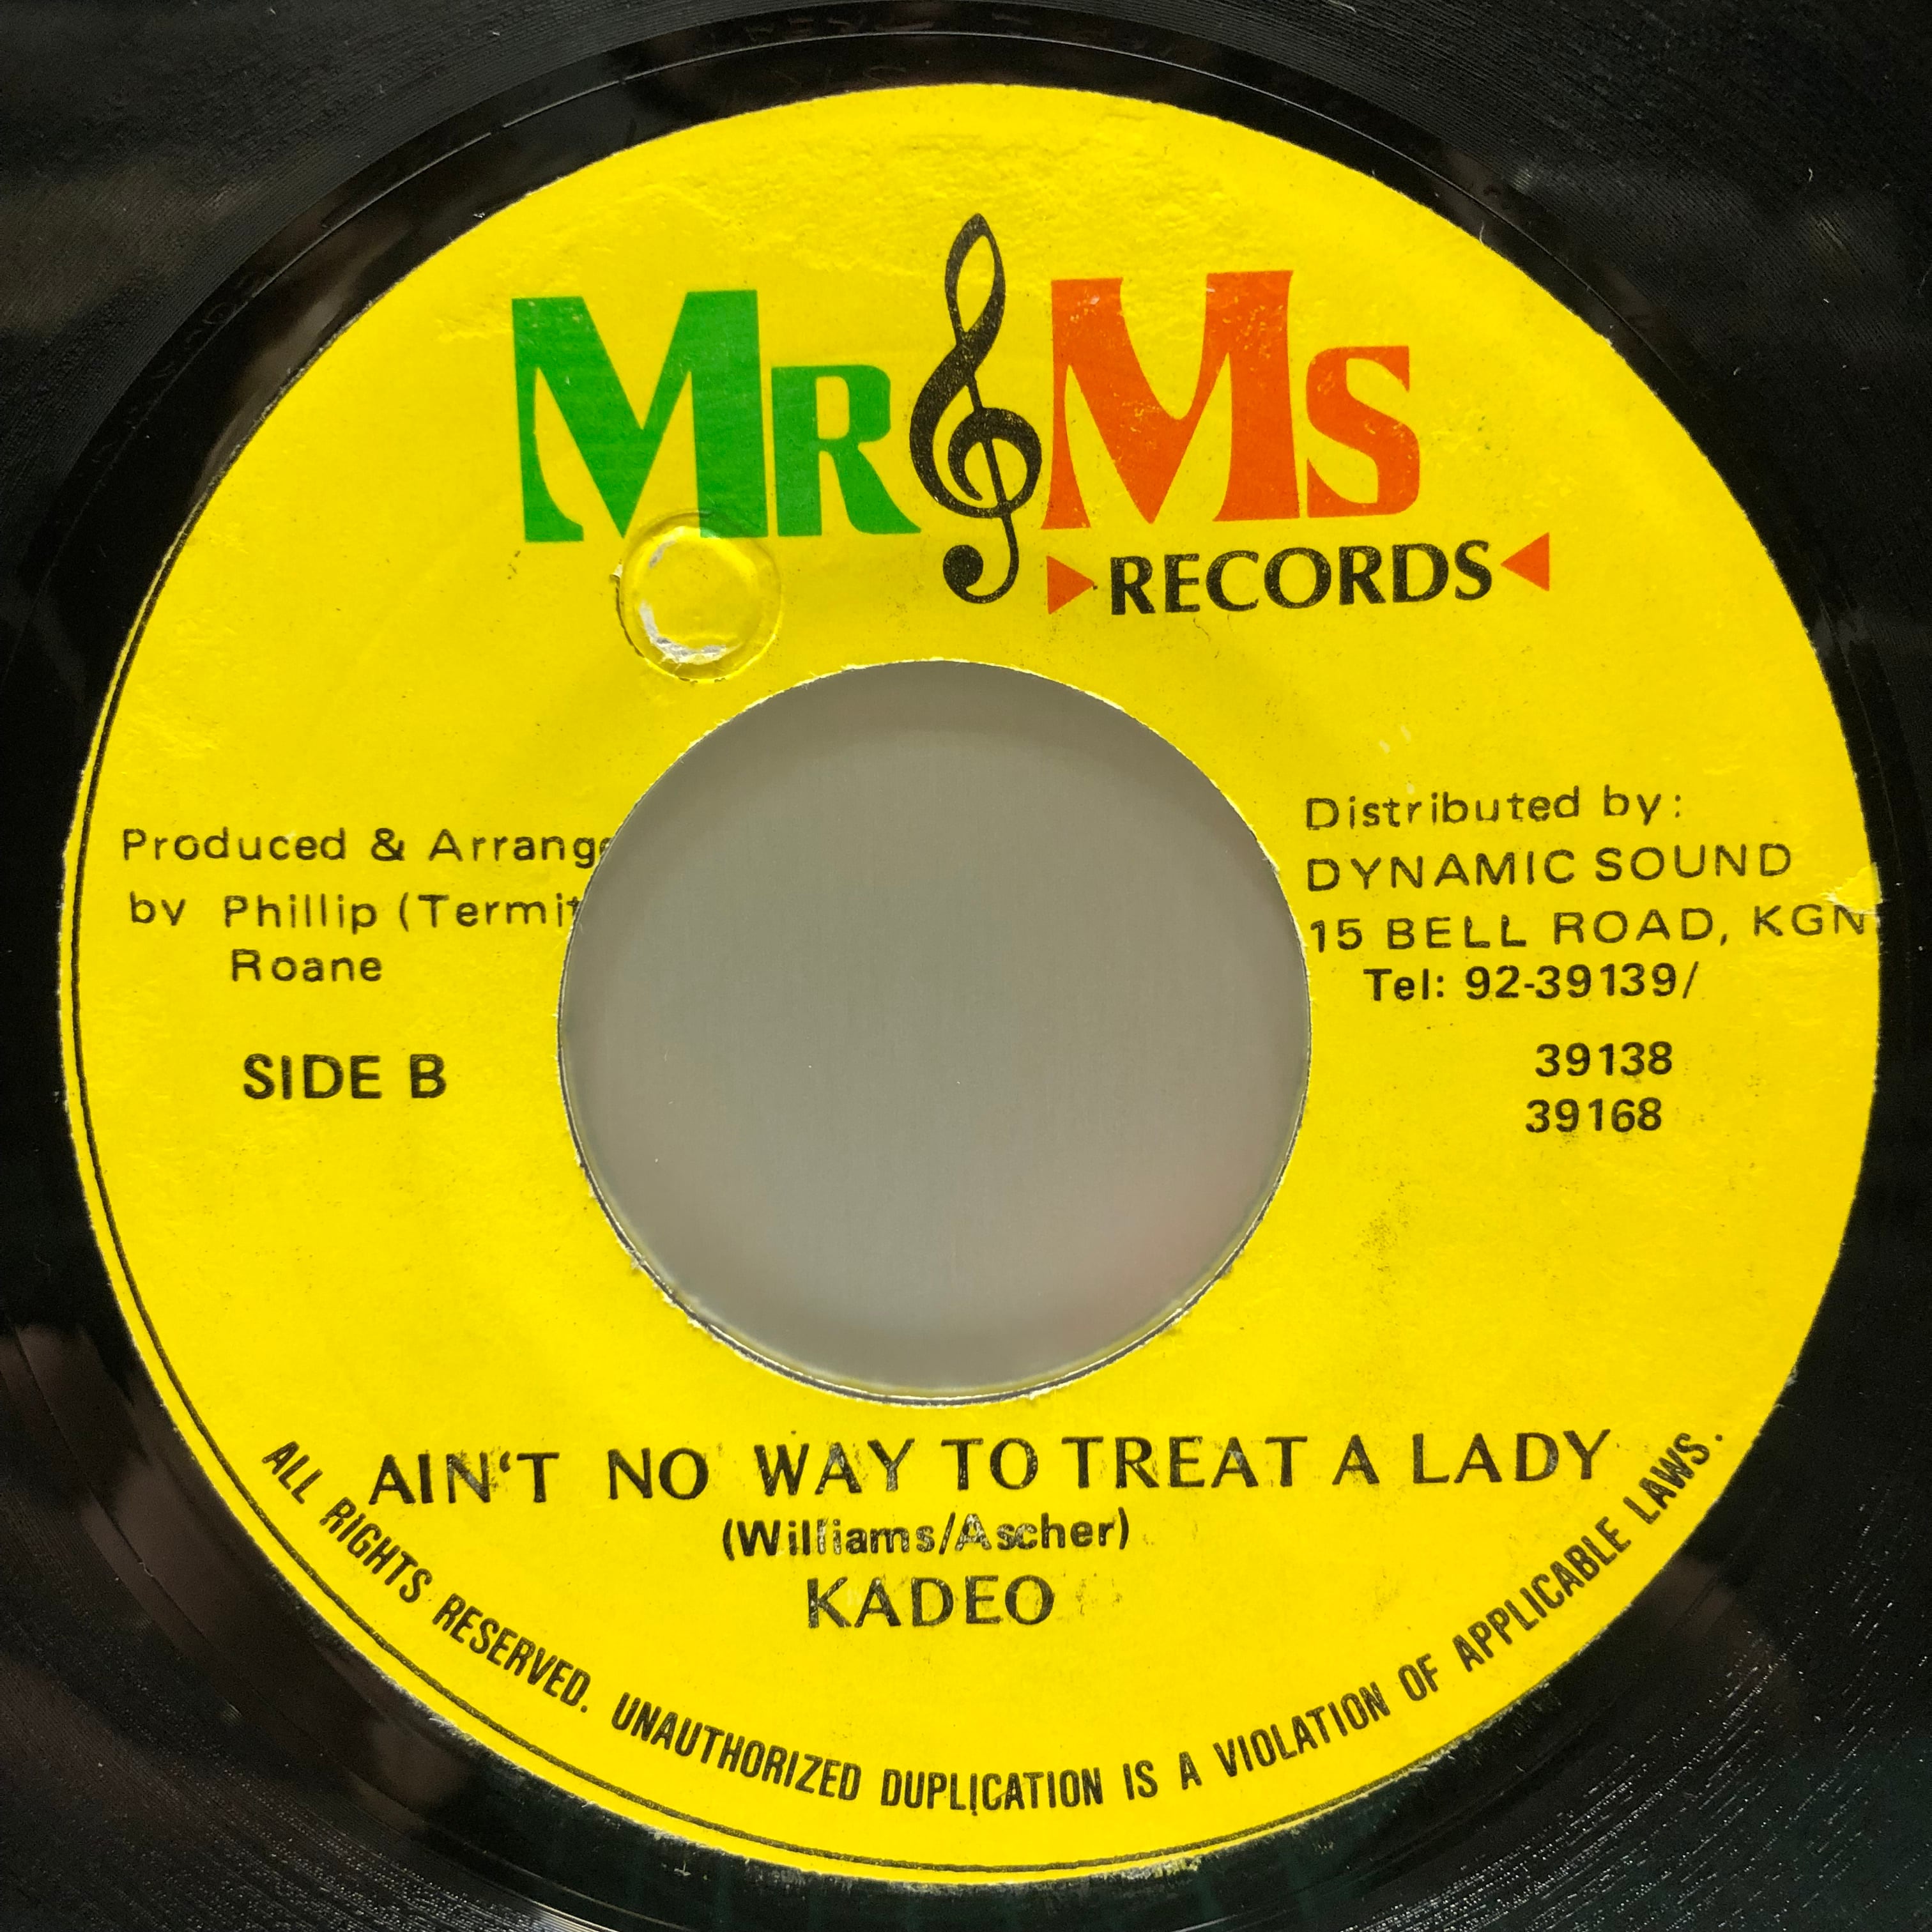 MR MS
RECORDS
Produced & Arrange
by Phillip (Termit
Roane
SIDE B
Distributed by:
DYNAMIC SOUND
15 BELL ROAD, KGN
Tel: 92-39139/
39138
39168
AIN'T NO WAY TO TREAT A LADY
(Williams/Ascher)
KADEO
ALL RIGHTS RESERVED. UNAUTHORIZED DUPLICATION IS A VIOLATION OF APPLICABLE LAWS.